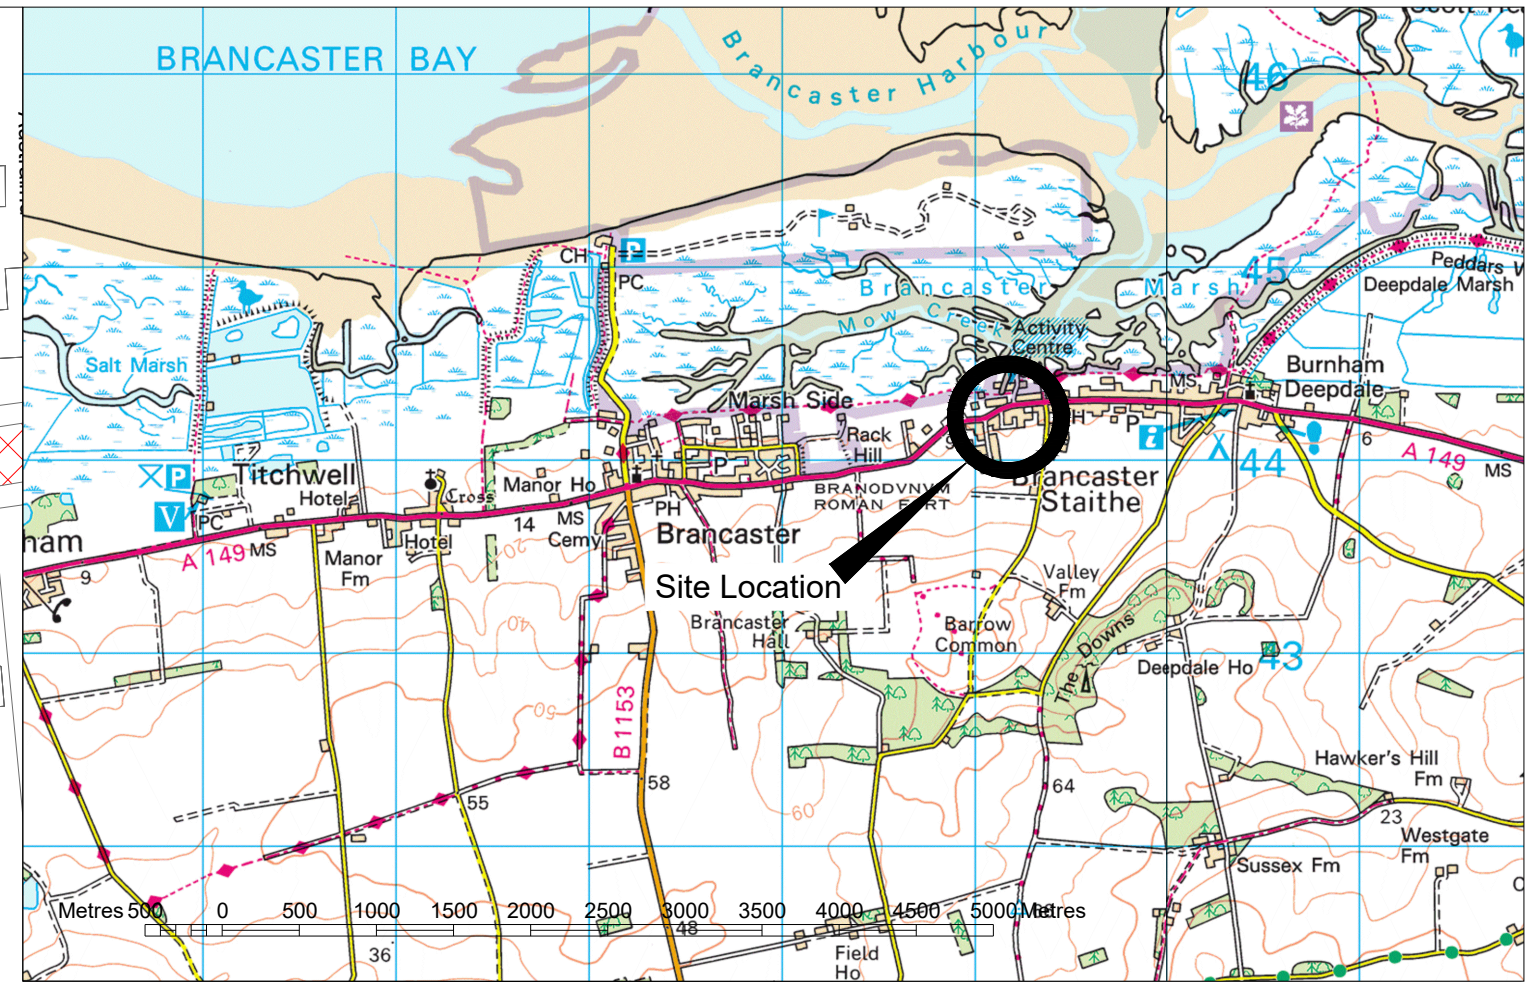 BRANCASTER BAY
Brancaster Harbour
46
CH
P
PC
Brancaster Marsh
45
Peddars W
Deepdale Marsh
Mow Creek
Activity
Centre
Salt Marsh
Burnham
Deepdale
MS
Marsh Side
Rack
Hill
P
H
P
i
6
A 149
MS
44
P
Titchwell
Hotel
V
PC
Cross
Manor Ho
14
MS
Cemy
PH
Brancaster
BRANODVNVM
ROMAN FORT
Brancaster
Staithe
ham
9
A 149
MS
Manor
Fm
Hotel
20
Site Location
Valley
Fm
40
Brancaster
Hall
Barrow
Common
The Downs
Deepdale Ho
43
50
B1153
58
55
60
64
Hawker's Hill
Fm
23
Westgate
Fm
Sussex Fm
Metres 500 0 500 1000 1500 2000 2500 3000 3500 4000 4500 5000 Metres
48
36
Field
Ho